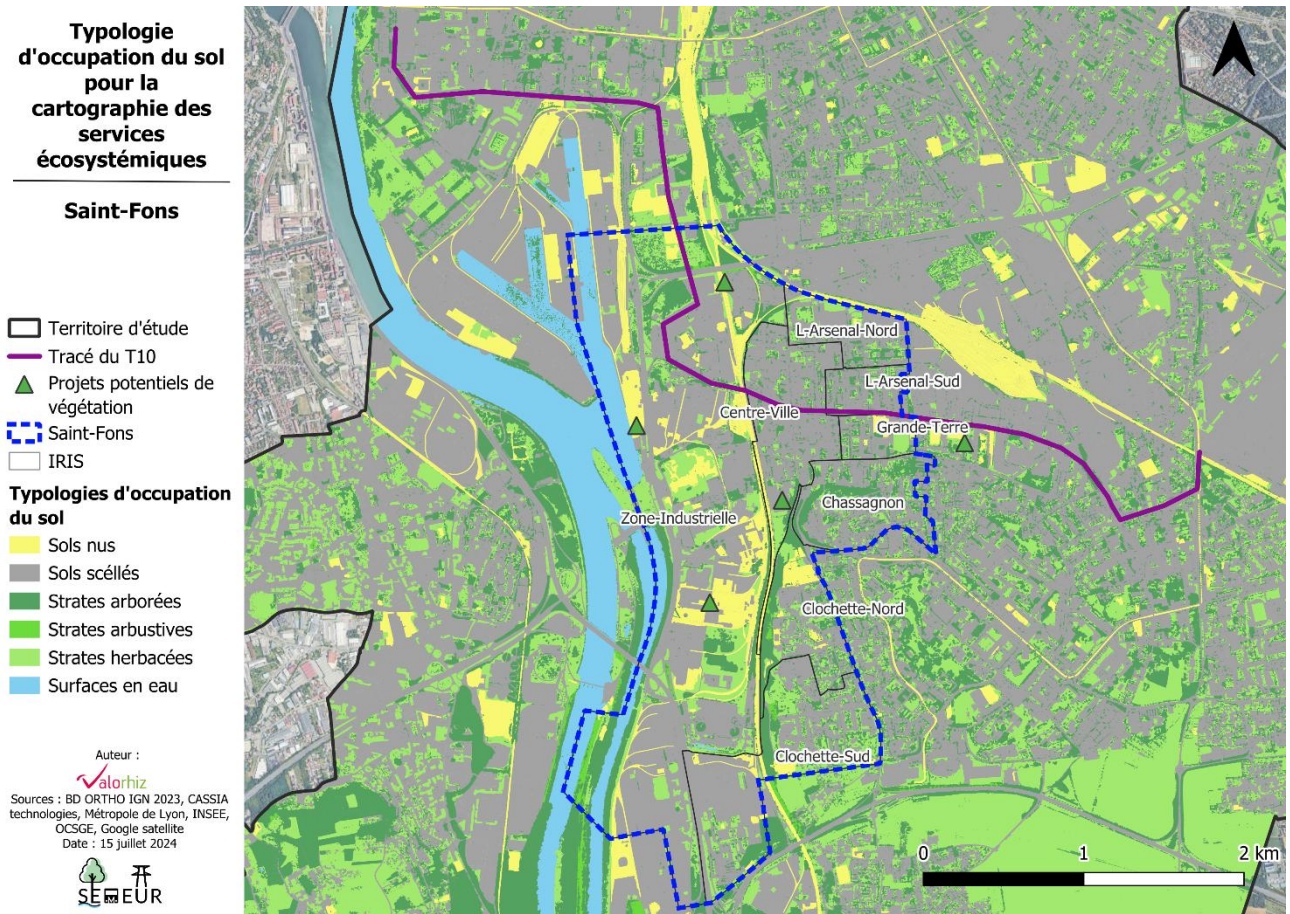 Typologie
d'occupation du sol
pour la
cartographie des
services
écosystémiques
Saint-Fons
Territoire d'étude
Tracé du T10
Projets potentiels de
végétation
Saint-Fons
IRIS
Typologies d'occupation
du sol
Sols nus
Sols scéllés
Strates arborées
Strates arbustives
Strates herbacées
Surfaces en eau
Auteur :
Valorhiz
Sources : BD ORTHO IGN 2023, CASSIA
technologies, Métropole de Lyon, INSEE,
OCSGE, Google satellite
Date : 15 juillet 2024
L-Arsenal-Nord
L-Arsenal-Sud
Centre-Ville
Grande-Terre
Chassagnon
Zone-Industrielle
Clochette-Nord
Clochette-Sud
0 1 2 km